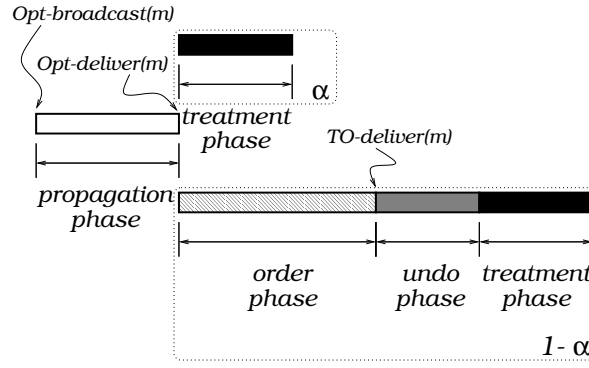 Opt-broadcast(m)
Opt-deliver(m)
α
treatment
phase
TO-deliver(m)
propagation
phase
order
phase
undo
phase
treatment
phase
1- α